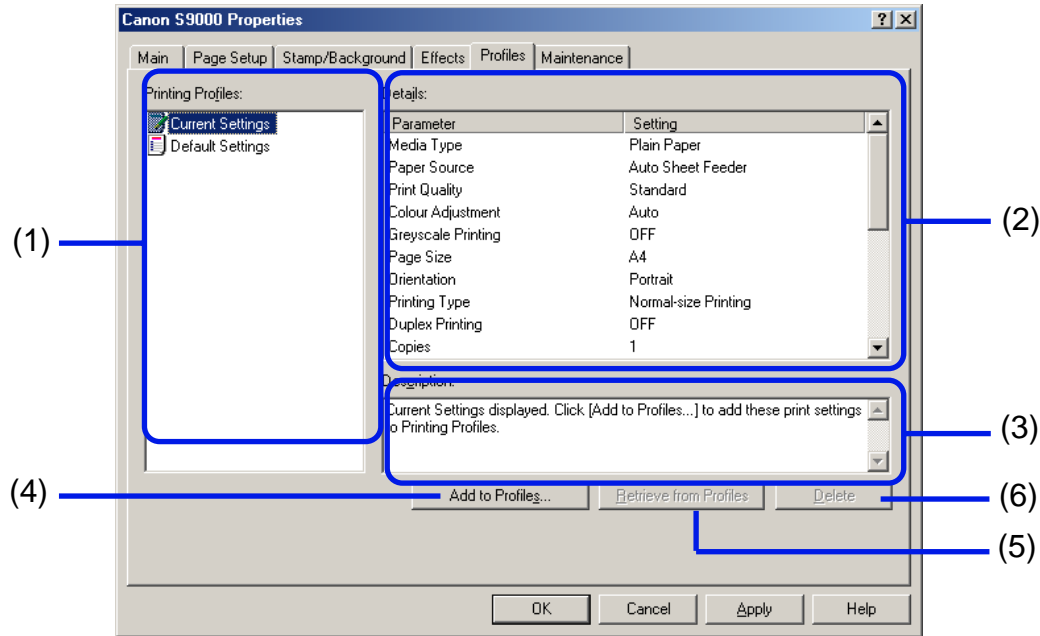 Canon S9000 Properties
Main Page Setup Stamp/Background Effects Profiles Maintenance
Printing Profiles:
Current Settings
Default Settings
Details:
Parameter Setting
Media Type Plain Paper
Paper Source Auto Sheet Feeder
Print Quality Standard
Colour Adjustment Auto
Greyscale Printing OFF
Page Size A4
Orientation Portrait
Printing Type Normal-size Printing
Duplex Printing OFF
Copies 1
Description:
Current Settings displayed. Click [Add to Profiles...] to add these print settings
to Printing Profiles.
Add to Profiles... Retrieve from Profiles Delete
OK Cancel Apply Help
(1)
(2)
(3)
(4)
(6)
(5)